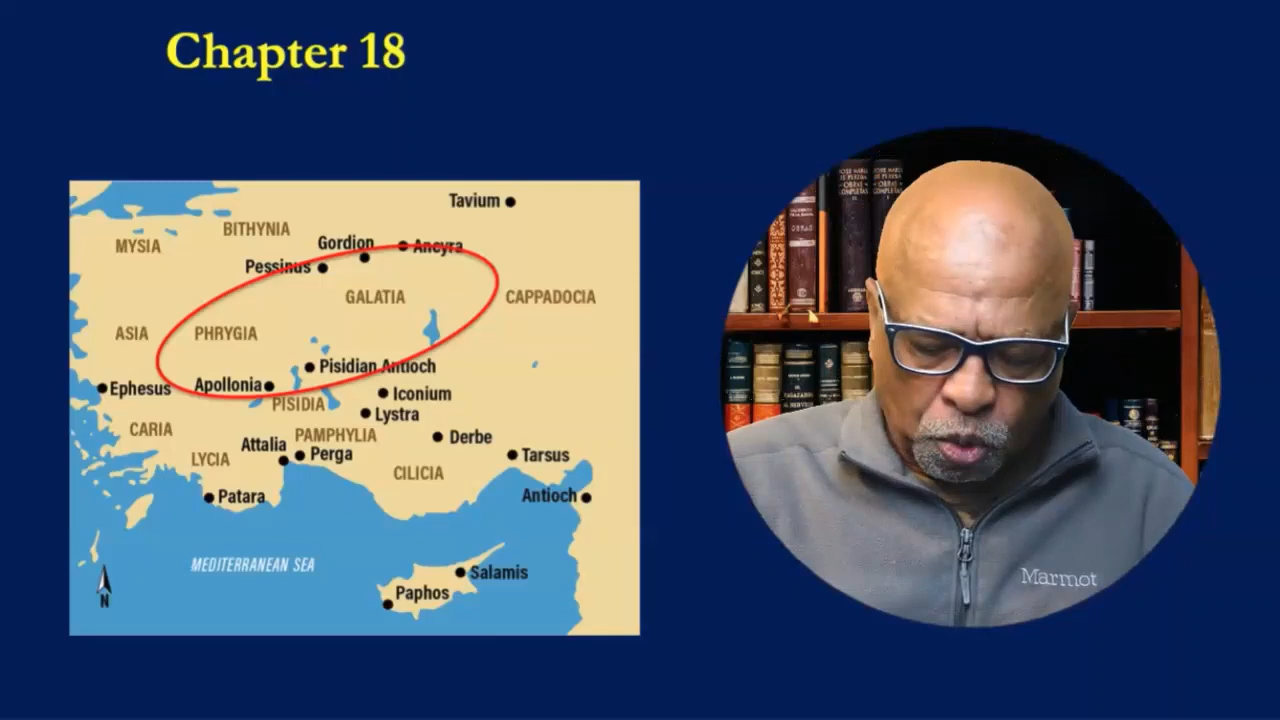 Chapter 18
Tavium
BITHYNIA
MYSIA
Gordion
Ancyra
Pessinus
GALATIA
CAPPADOCIA
ASIA
PHRYGIA
Pisidian Antioch
Ephesus
Apollonia
Iconium
PISIDIA
Lystra
CARIA
PAMPHYLIA
Derbe
Attalia
Perga
LYCIA
Tarsus
CILICIA
Patara
Antioch
MEDITERRANEAN SEA
Salamis
Paphos
N
OBRAS
Marmot